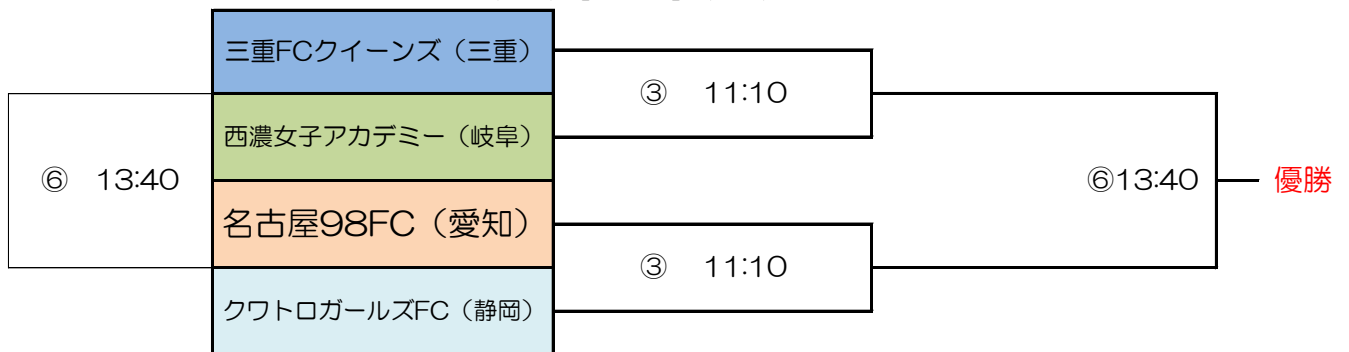 三重FCクイーンズ（三重）
③　11:10
西濃女子アカデミー（岐阜）
⑥　13:40
⑥13:40
優勝
名古屋98FC（愛知）
③　11:10
クワトロガールズFC（静岡）